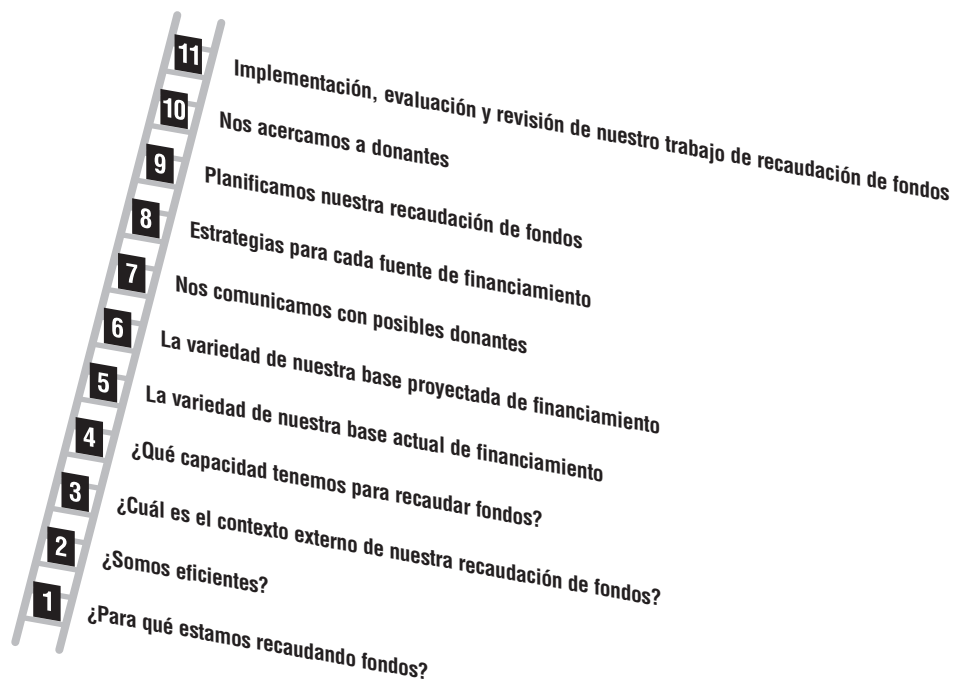 11
Implementación, evaluación y revisión de nuestro trabajo de recaudación de fondos
10
Nos acercamos a donantes
9
Planificamos nuestra recaudación de fondos
8
Estrategias para cada fuente de financiamiento
7
Nos comunicamos con posibles donantes
6
La variedad de nuestra base proyectada de financiamiento
5
La variedad de nuestra base actual de financiamiento
4
¿Qué capacidad tenemos para recaudar fondos?
3
¿Cuál es el contexto externo de nuestra recaudación de fondos?
2
¿Somos eficientes?
1
¿Para qué estamos recaudando fondos?